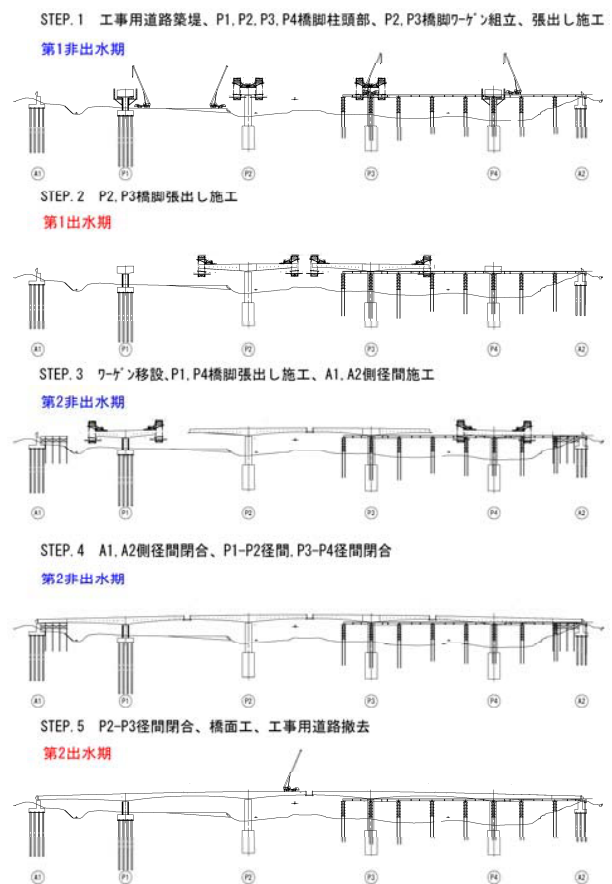 STEP.1 工事用道路築堤、P1,P2,P3,P4橋脚柱頭部、P2,P3橋脚ワーゲン組立、張出し施工
第1非出水期
A1 P1 P2 P3 P4 A2
STEP.2 P2,P3橋脚張出し施工
第1出水期
A1 P1 P2 P3 P4 A2
STEP.3 ワーゲン移設、P1,P4橋脚張出し施工、A1,A2側径間施工
第2非出水期
A1 P1 P2 P3 P4 A2
STEP.4 A1,A2側径間閉合、P1-P2径間,P3-P4径間閉合
第2非出水期
A1 P1 P2 P3 P4 A2
STEP.5 P2-P3径間閉合、橋面工、工事用道路撤去
第2出水期
A1 P1 P2 P3 P4 A2